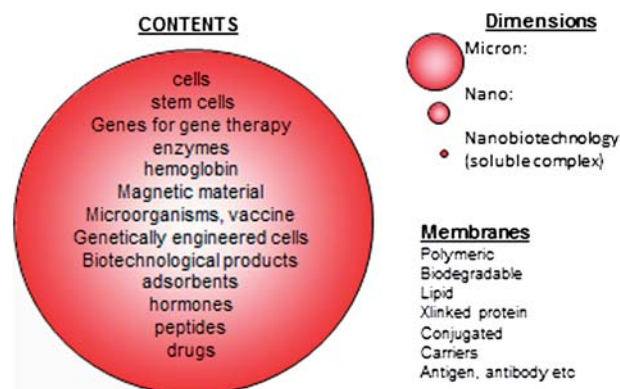 CONTENTS
cells
stem cells
Genes for gene therapy
enzymes
hemoglobin
Magnetic material
Microorganisms, vaccine
Genetically engineered cells
Biotechnological products
adsorbents
hormones
peptides
drugs
Dimensions
Micron:
Nano:
Nanobiotechnology
(soluble complex)
Membranes
Polymeric
Biodegradable
Lipid
Xlinked protein
Conjugated
Carriers
Antigen, antibody etc